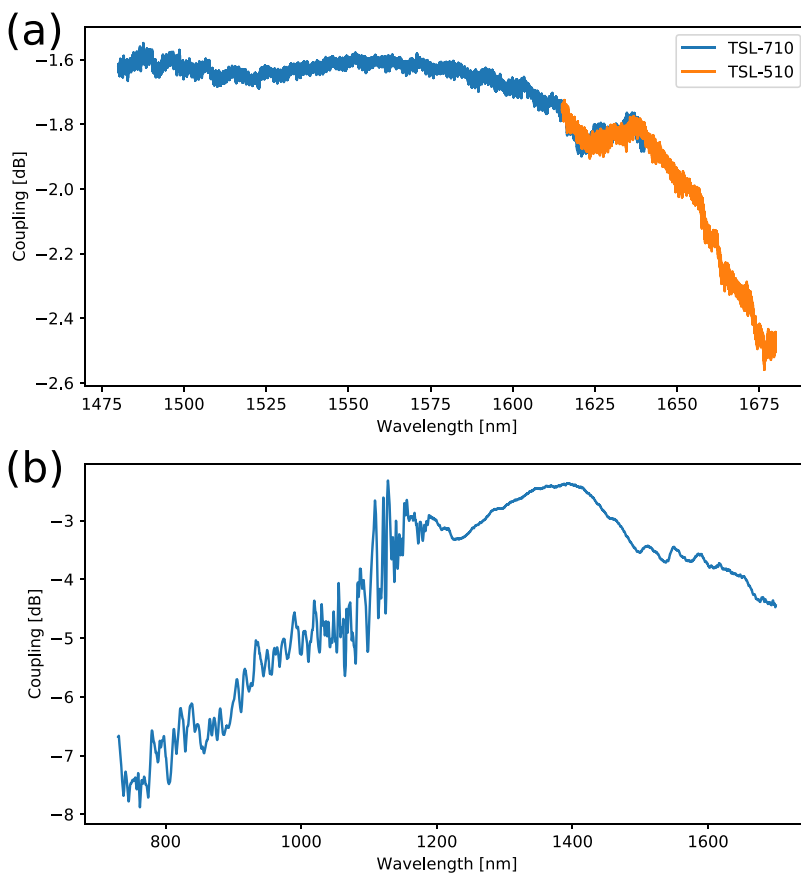 (a)
TSL-710
TSL-510
−1.6
−1.8
−2.0
−2.2
−2.4
−2.6
Coupling [dB]
1475 1500 1525 1550 1575 1600 1625 1650 1675
Wavelength [nm]
(b)
−3
−4
−5
−6
−7
−8
Coupling [dB]
800 1000 1200 1400 1600
Wavelength [nm]